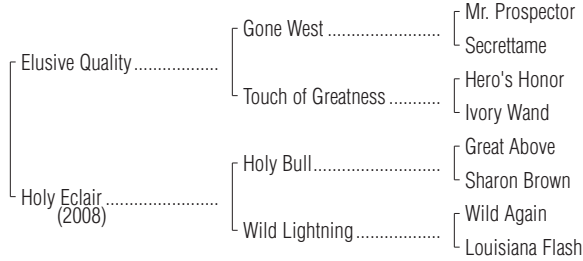 Mr. Prospector
Gone West
Secrettame
Elusive Quality
Hero's Honor
Touch of Greatness
Ivory Wand
Great Above
Holy Bull
Sharon Brown
Holy Eclair
(2008)
Wild Again
Wild Lightning
Louisiana Flash